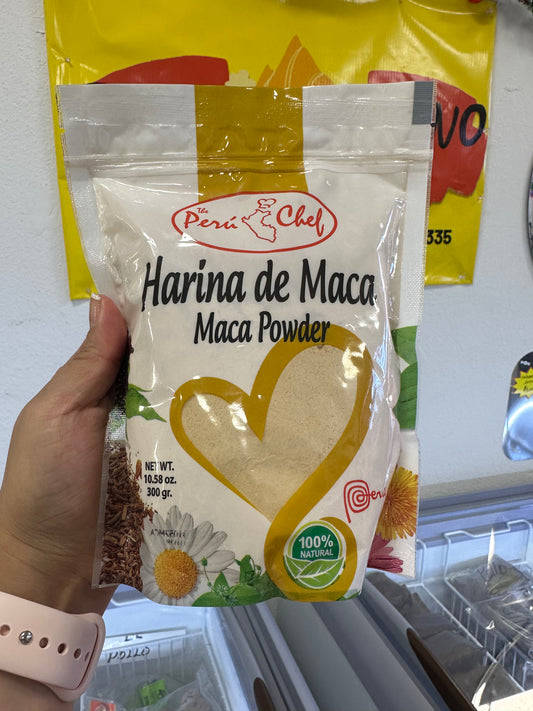 VO
335
The
Perú Chef
Harina de Maca
Maca Powder
NET WT.
10.58 oz.
300 gr.
Perú
100%
NATURAL